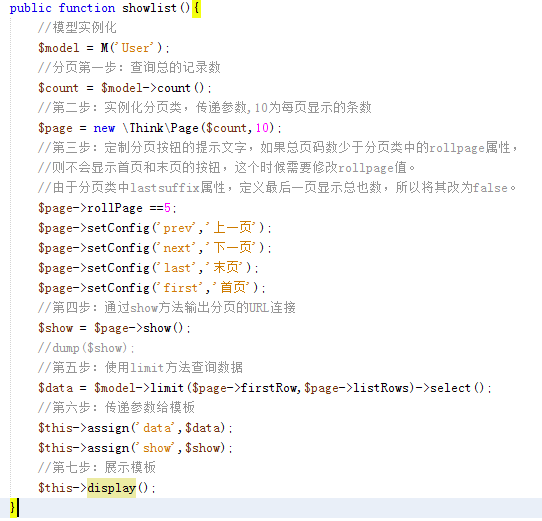 public function showlist(){
//模型实例化
$model = M('User');
//分页第一步：查询总的记录数
$count = $model->count();
//第二步：实例化分页类，传递参数,10为每页显示的条数
$page = new \Think\Page($count,10);
//第三步：定制分页按钮的提示文字，如果总页码数少于分页类中的rollpage属性，
//则不会显示首页和末页的按钮，这个时候需要修改rollpage值。
//由于分页类中lastsuffix属性，定义最后一页显示总也数，所以将其改为false。
$page->rollPage ==5;
$page->setConfig('prev','上一页');
$page->setConfig('next','下一页');
$page->setConfig('last','末页');
$page->setConfig('first','首页');
//第四步：通过show方法输出分页的URL连接
$show = $page->show();
//dump($show);
//第五步：使用limit方法查询数据
$data = $model->limit($page->firstRow,$page->listRows)->select();
//第六步：传递参数给模板
$this->assign('data',$data);
$this->assign('show',$show);
//第七步：展示模板
$this->display();
}